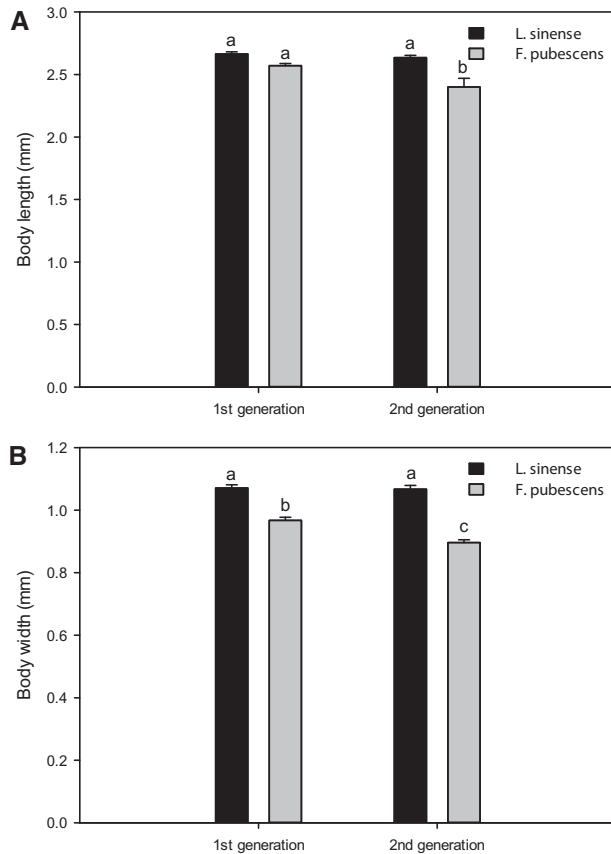 A
3.0
2.5
2.0
1.5
1.0
0.5
0.0
Body length (mm)
a
a
a
b
L. sinense
F. pubescens
1st generation
2nd generation
B
1.2
1.0
0.8
0.6
0.4
0.2
0.0
Body width (mm)
a
b
a
c
L. sinense
F. pubescens
1st generation
2nd generation